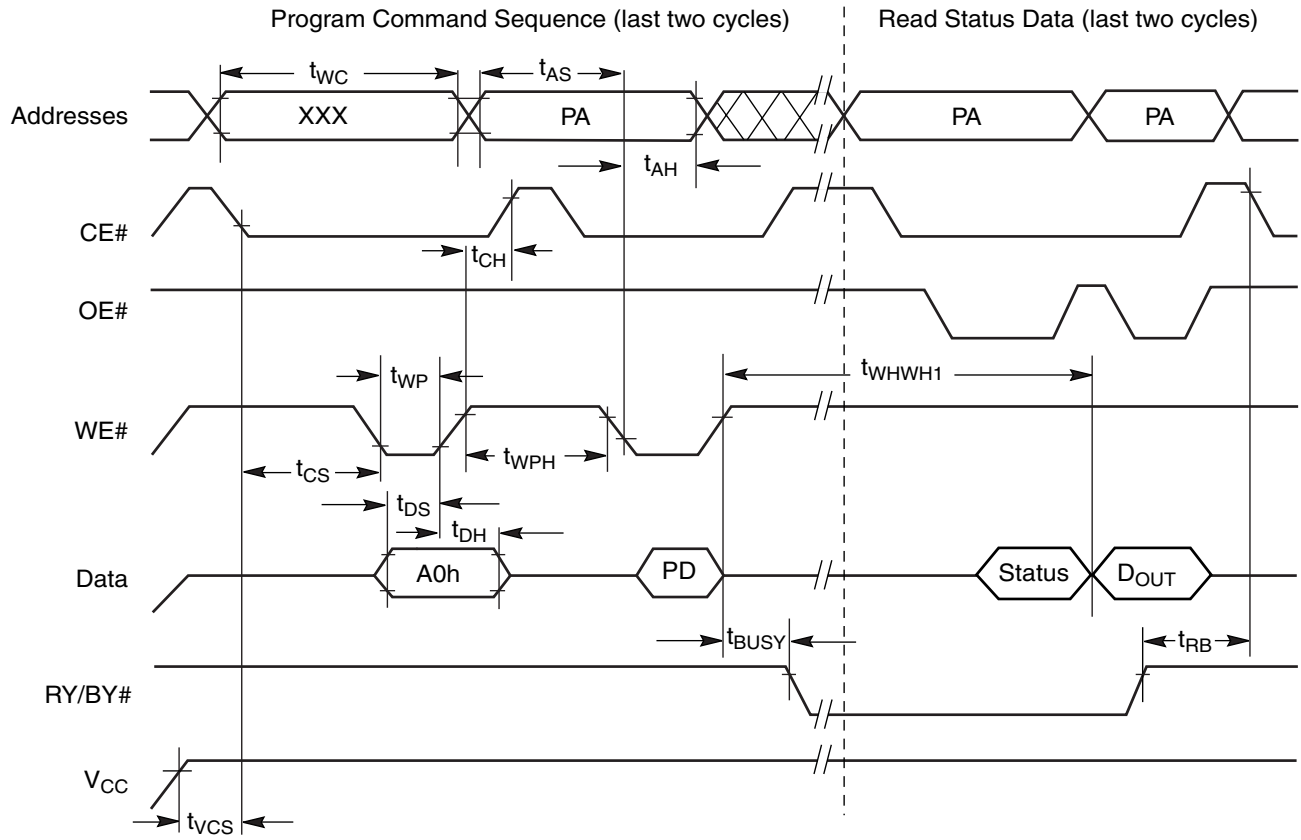 Program Command Sequence (last two cycles) Read Status Data (last two cycles)
tWC tAS
Addresses XXX PA PA PA
tAH
CE#
tCH
OE#
tWP tWHWH1
WE#
tCS tWPH
tDS
tDH
Data A0h PD Status DOUT
tBUSY tRB
RY/BY#
VCC
tVCS